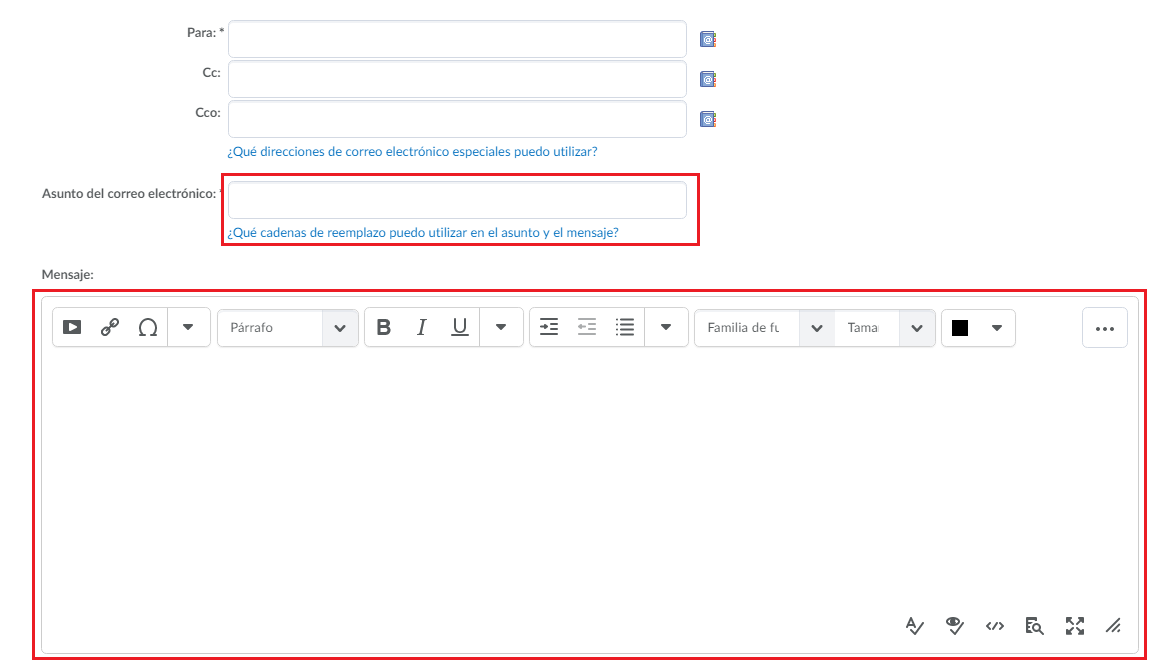 Para: *
Cc:
Cco:
¿Qué direcciones de correo electrónico especiales puedo utilizar?
Asunto del correo electrónico: *
¿Qué cadenas de reemplazo puedo utilizar en el asunto y el mensaje?
Mensaje:
Párrafo B I U Familia de fu Tama